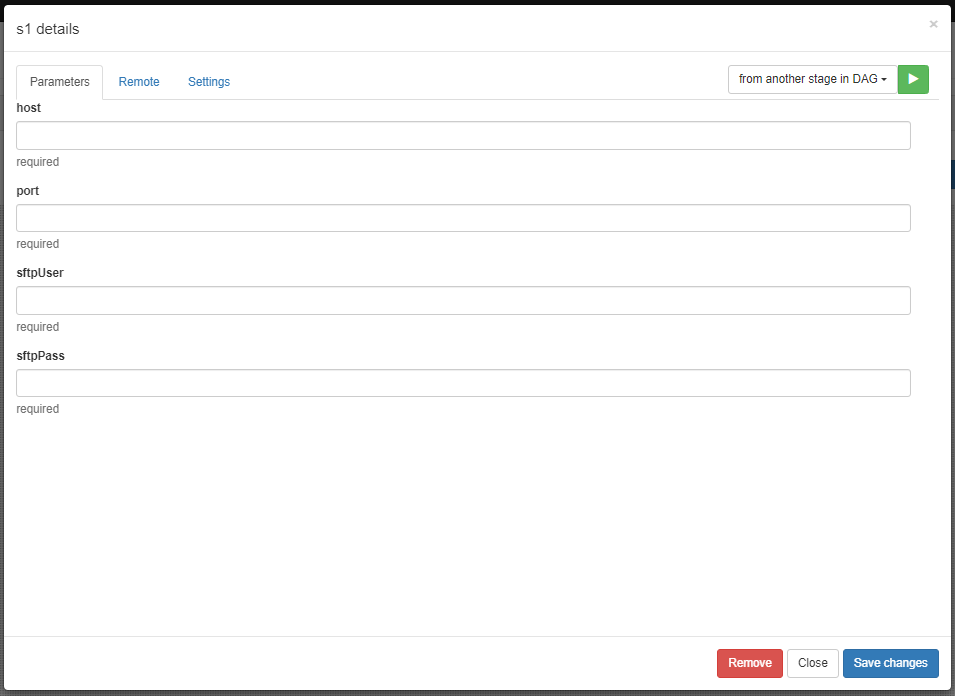 s1 details
×
Parameters Remote Settings from another stage in DAG
host
required
port
required
sftpUser
required
sftpPass
required
Remove Close Save changes